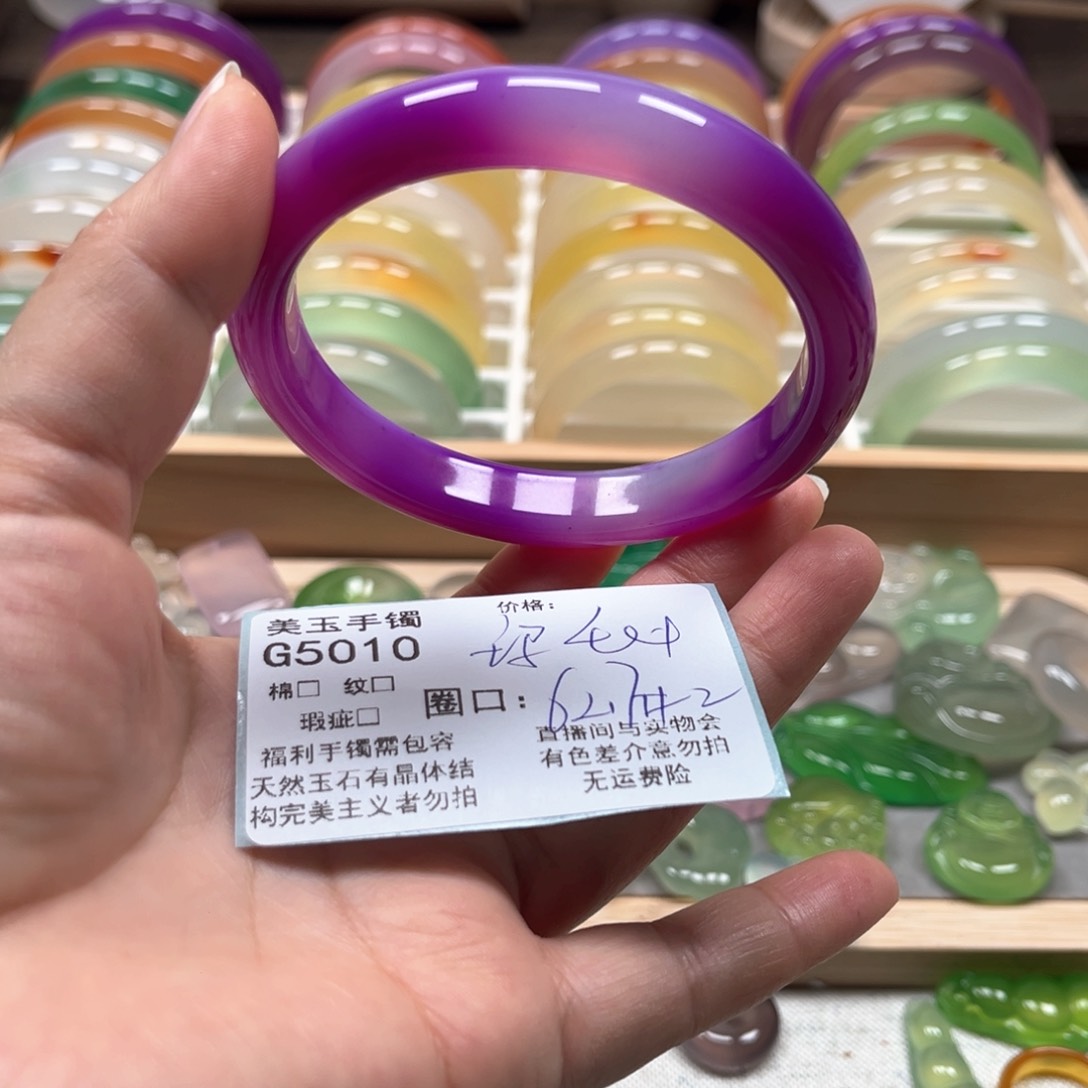 美玉手镯
G5010
价格：
棉□ 纹□
圈口：
瑕疵□
福利手镯需包容
天然玉石有晶体结
构完美主义者勿拍
直播间与实物会
有色差介意勿拍
无运费险